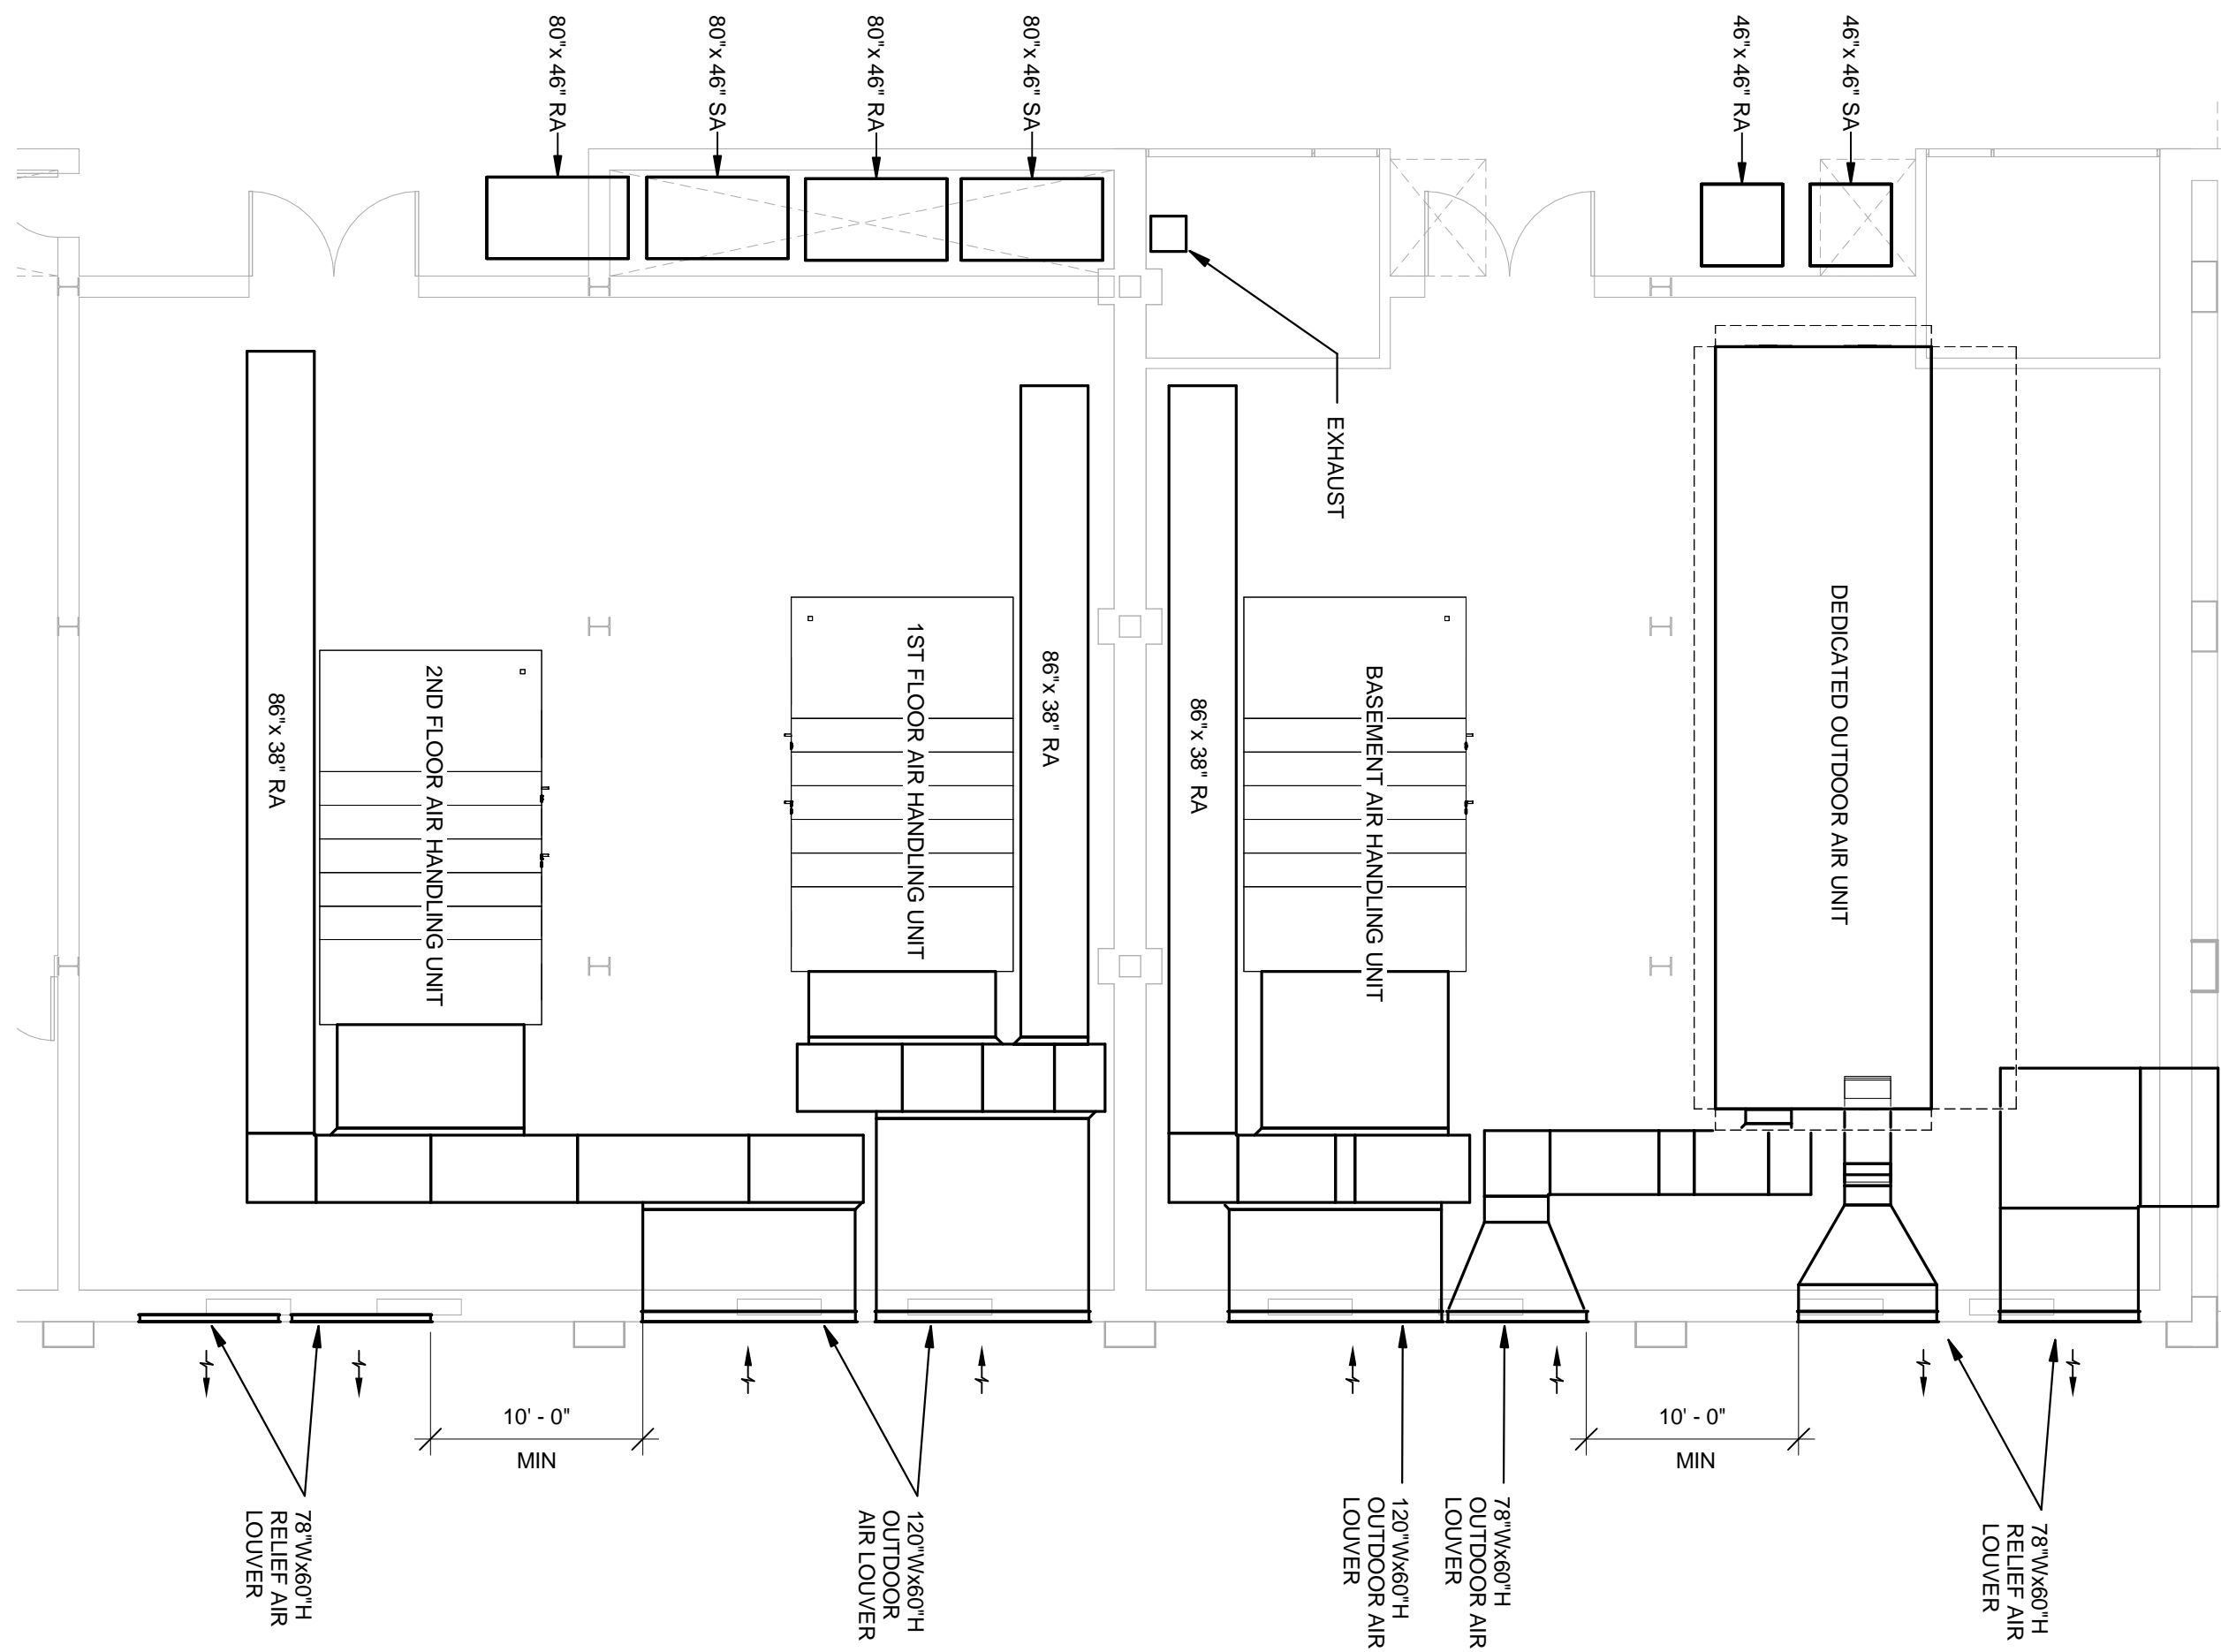 80"x 46" RA
80"x 46" SA
80"x 46" RA
80"x 46" SA
46"x 46" RA
46"x 46" SA
EXHAUST
86"x 38" RA
2ND FLOOR AIR HANDLING UNIT
1ST FLOOR AIR HANDLING UNIT
86"x 38" RA
86"x 38" RA
BASEMENT AIR HANDLING UNIT
DEDICATED OUTDOOR AIR UNIT
10' - 0"
MIN
10' - 0"
MIN
78"Wx60"H
RELIEF AIR
LOUVER
120"Wx60"H
OUTDOOR
AIR LOUVER
120"Wx60"H
OUTDOOR AIR
LOUVER
78"Wx60"H
OUTDOOR AIR
LOUVER
78"Wx60"H
RELIEF AIR
LOUVER